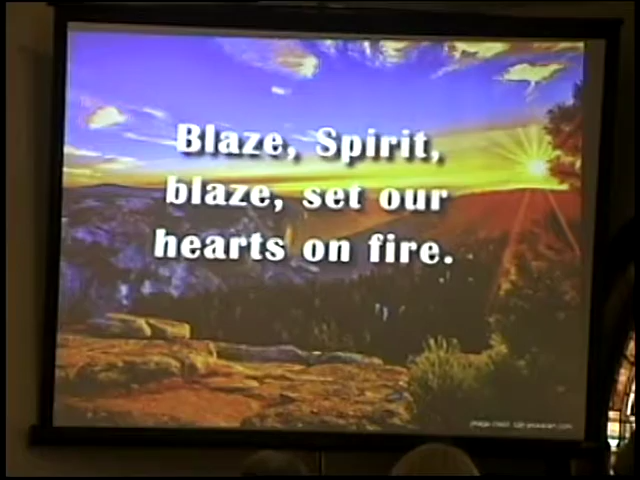 Blaze, Spirit,
blaze, set our
hearts on fire.